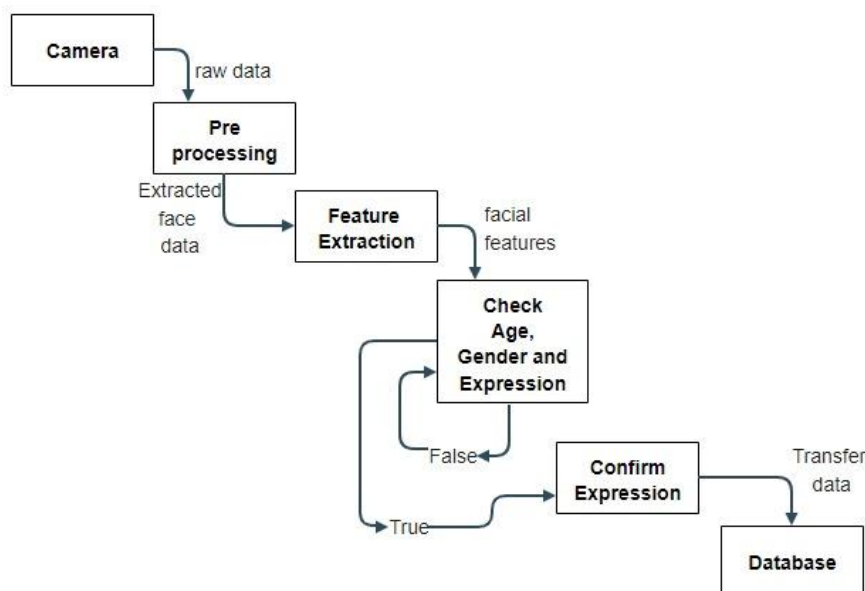 Camera
raw data
Pre
processing
Extracted
face
data
Feature
Extraction
facial
features
Check
Age,
Gender and
Expression
False
True
Confirm
Expression
Transfer
data
Database